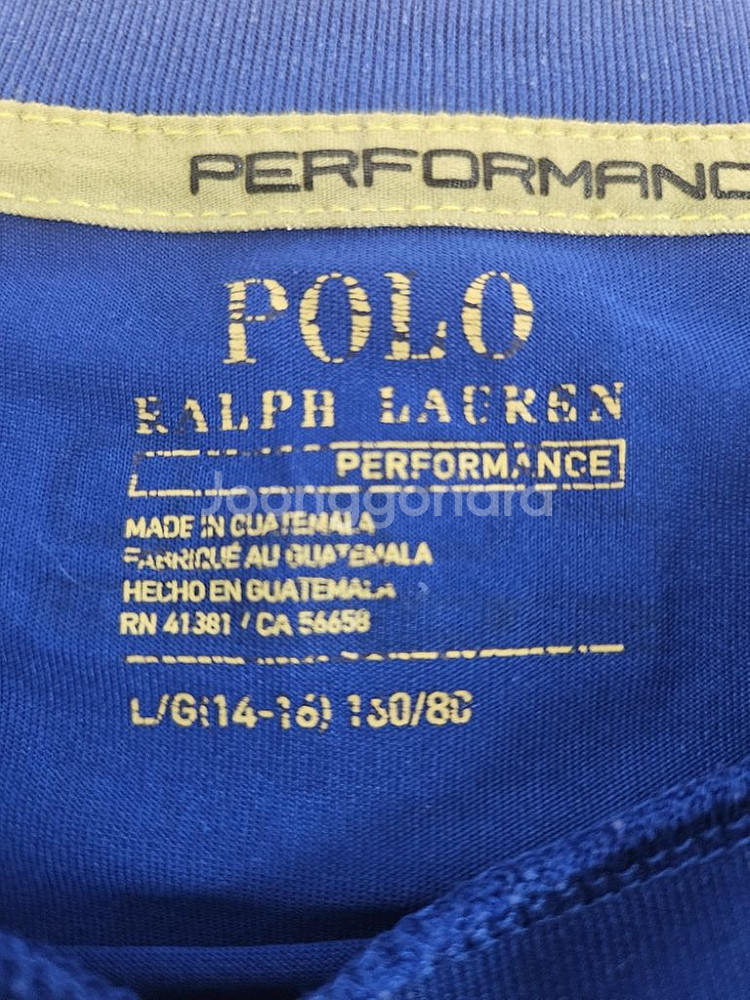 PERFORMANC
POLO
RALPH LAUREN
PERFORMANCE
Joonggonara
MADE IN GUATEMALA
FABRIQUÉ AU GUATEMALA
HECHO EN GUATEMALA
RN 41381 / CA 56658
L/G(14-16) 160/80